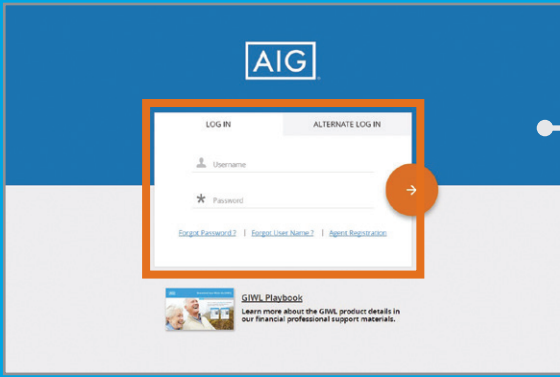 AIG
LOG IN
ALTERNATE LOG IN
Username
Password
Forgot Password ? | Forgot User Name ? | Agent Registration
GIWL Playbook
Learn more about the GIWL product details in
our financial professional support materials.